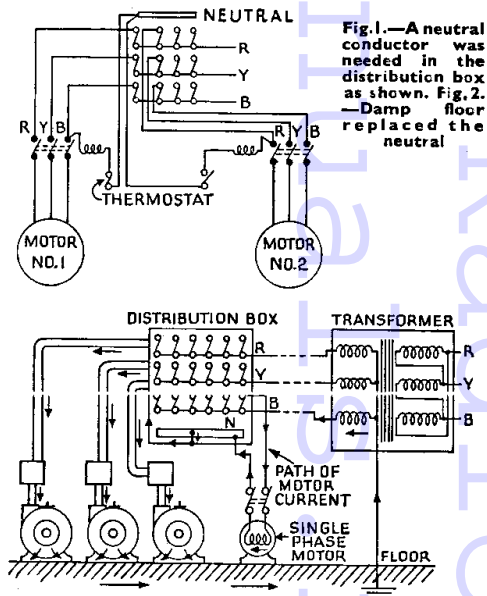 NEUTRAL
Fig.1.—A neutral
conductor was
needed in the
distribution box
as shown. Fig,2.
—Damp floor
replaced the
neutral
R
Y
B
R Y B
R Y B
THERMOSTAT
MOTOR
NO.1
MOTOR
NO.2
DISTRIBUTION BOX
TRANSFORMER
R
Y
B
N
R
Y
B
PATH OF
MOTOR
CURRENT
SINGLE
PHASE
MOTOR
FLOOR